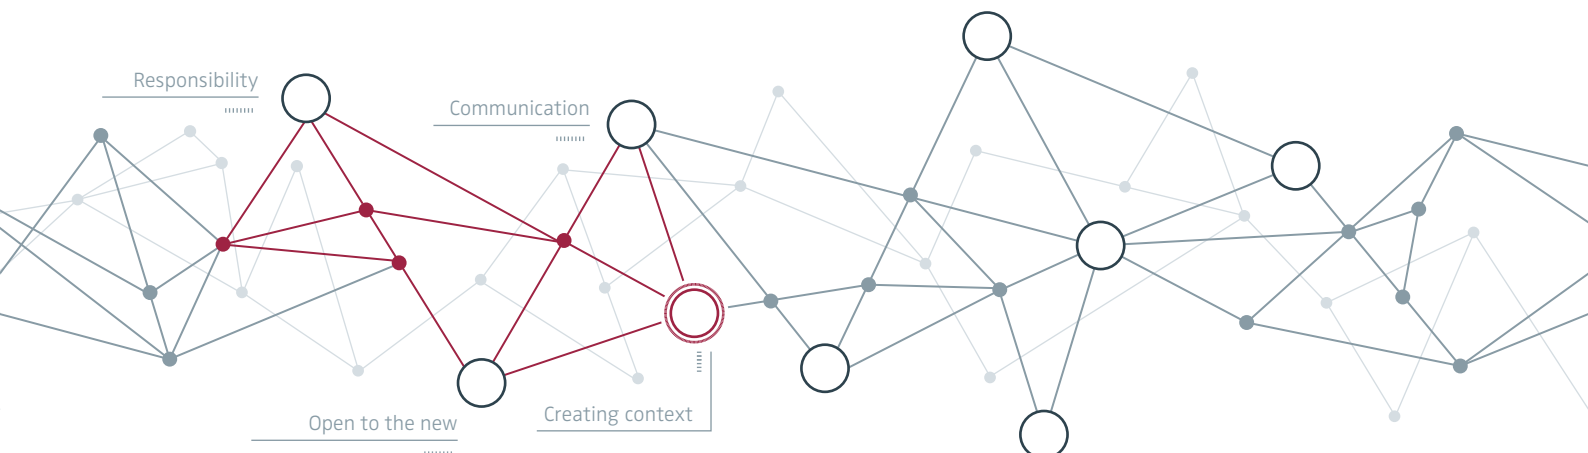 Responsibility
Communication
Open to the new
Creating context